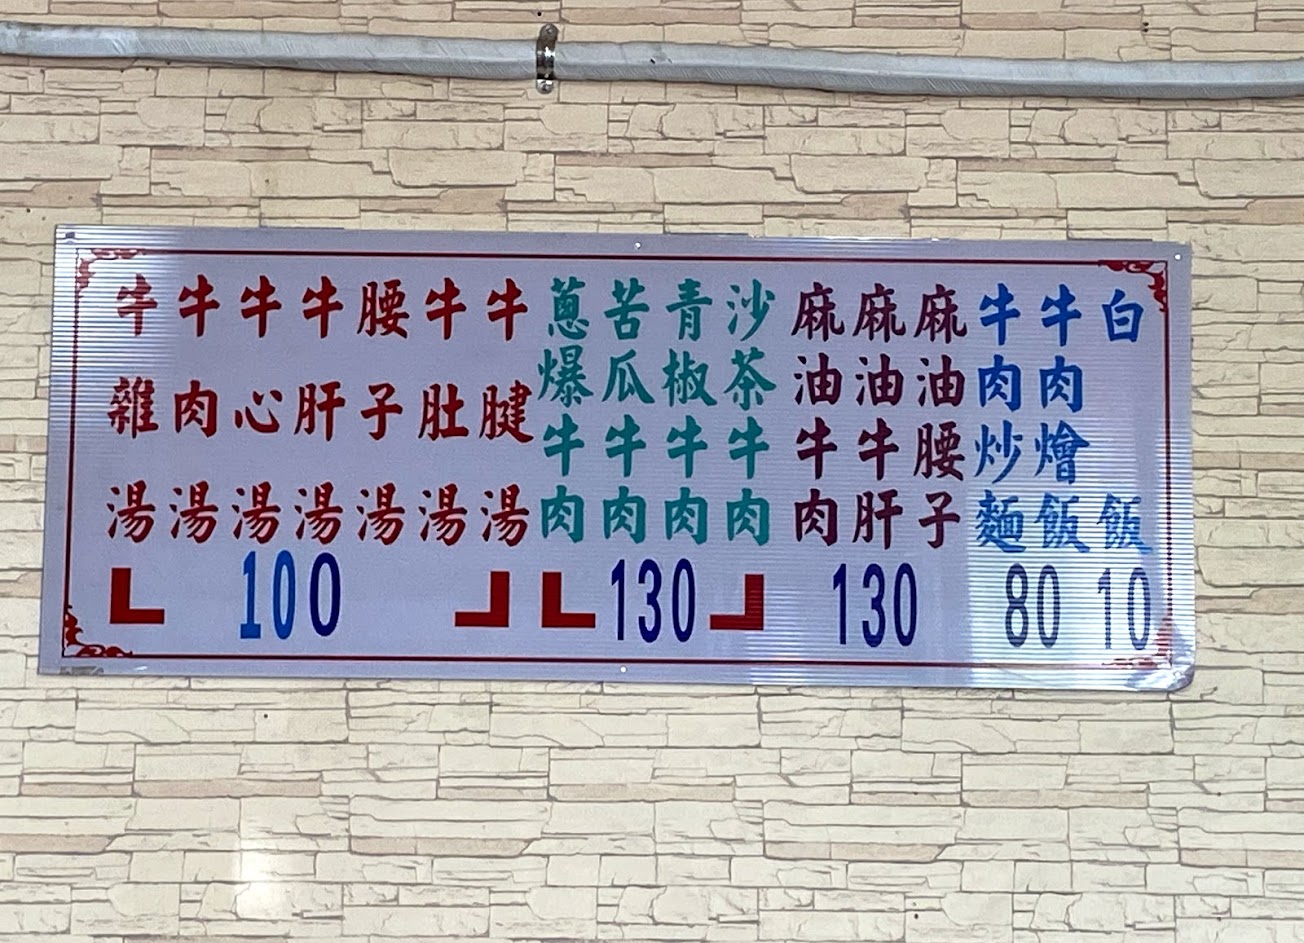 牛雜湯
牛肉湯
牛心湯
牛肝湯
腰子湯
牛肚湯
牛腱湯
100
蔥爆牛肉
苦瓜牛肉
青椒牛肉
沙茶牛肉
130
麻油牛肉
麻油牛肝
麻油腰子
130
牛肉炒麵
牛肉燴飯
80
白飯
10